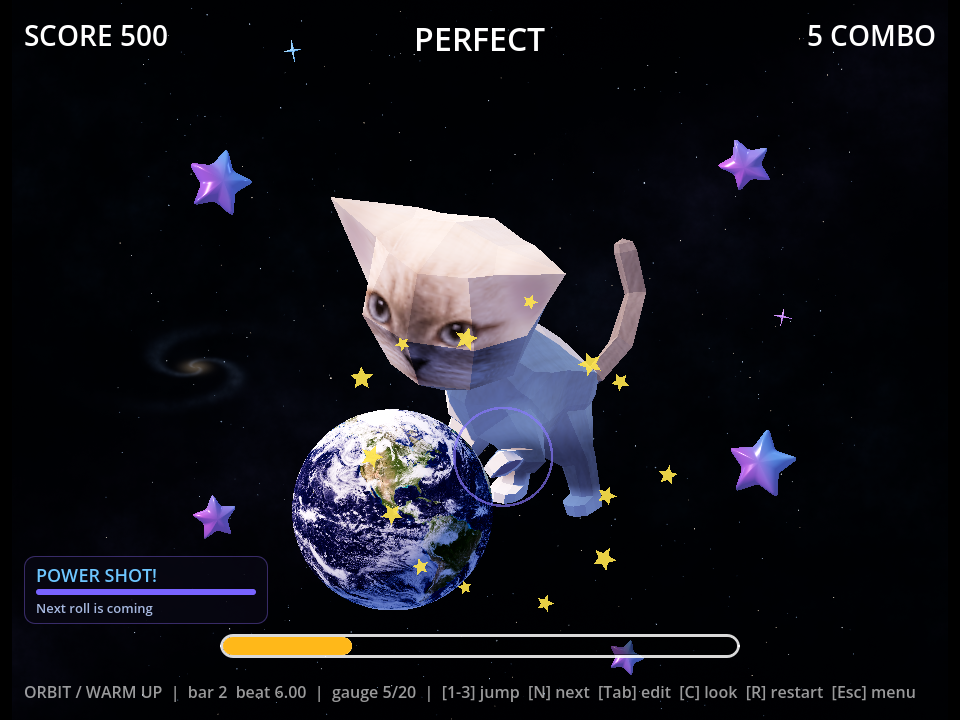 SCORE 500
PERFECT
5 COMBO
POWER SHOT!
Next roll is coming
ORBIT / WARM UP | bar 2 beat 6.00 | gauge 5/20 | [1-3] jump [N] next [Tab] edit [C] look [R] restart [Esc] menu